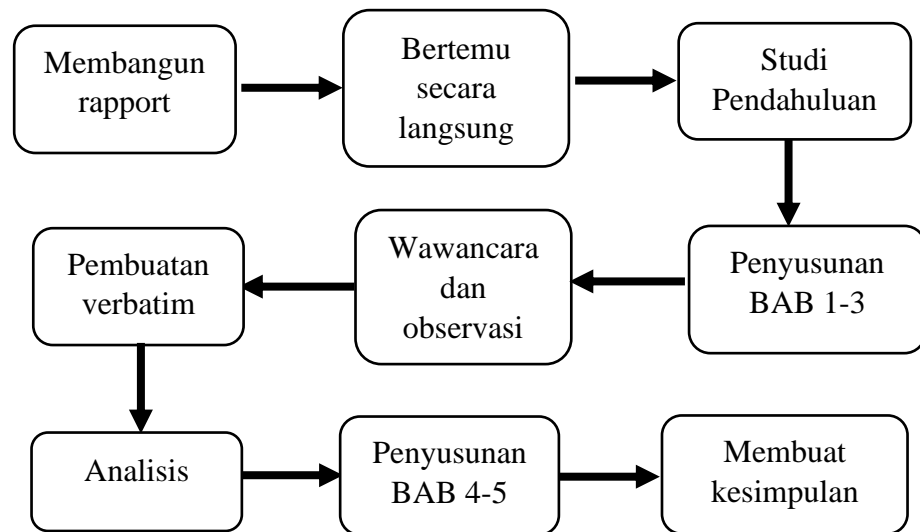 Membangun
rapport
Bertemu
secara
langsung
Studi
Pendahuluan
Penyusunan
BAB 1-3
Wawancara
dan
observasi
Pembuatan
verbatim
Analisis
Penyusunan
BAB 4-5
Membuat
kesimpulan